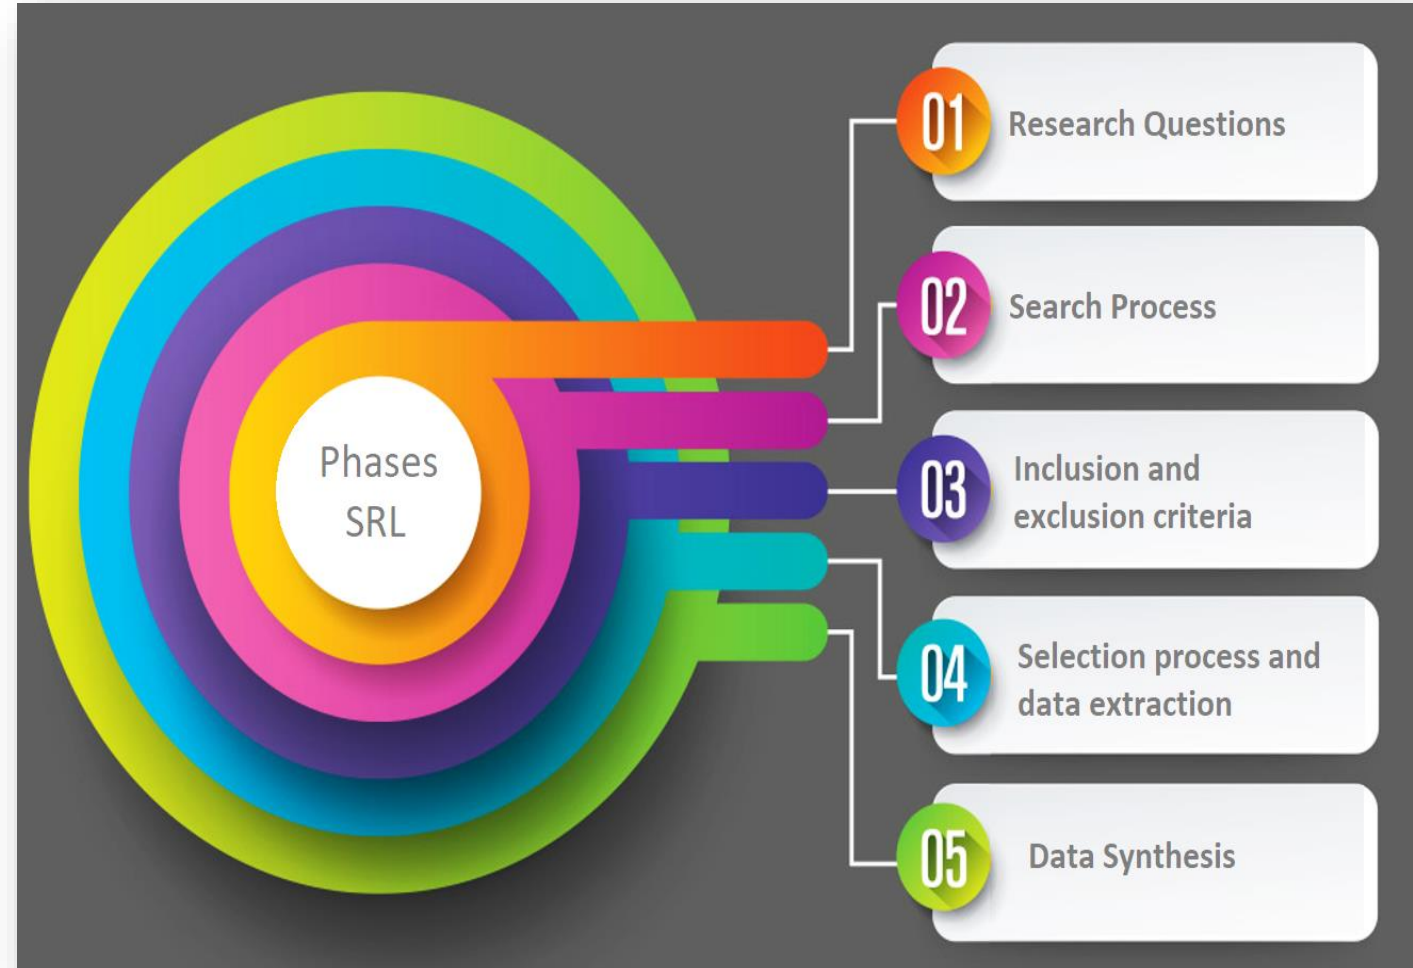 Phases
SRL
01
Research Questions
02
Search Process
03
Inclusion and
exclusion criteria
04
Selection process and
data extraction
05
Data Synthesis